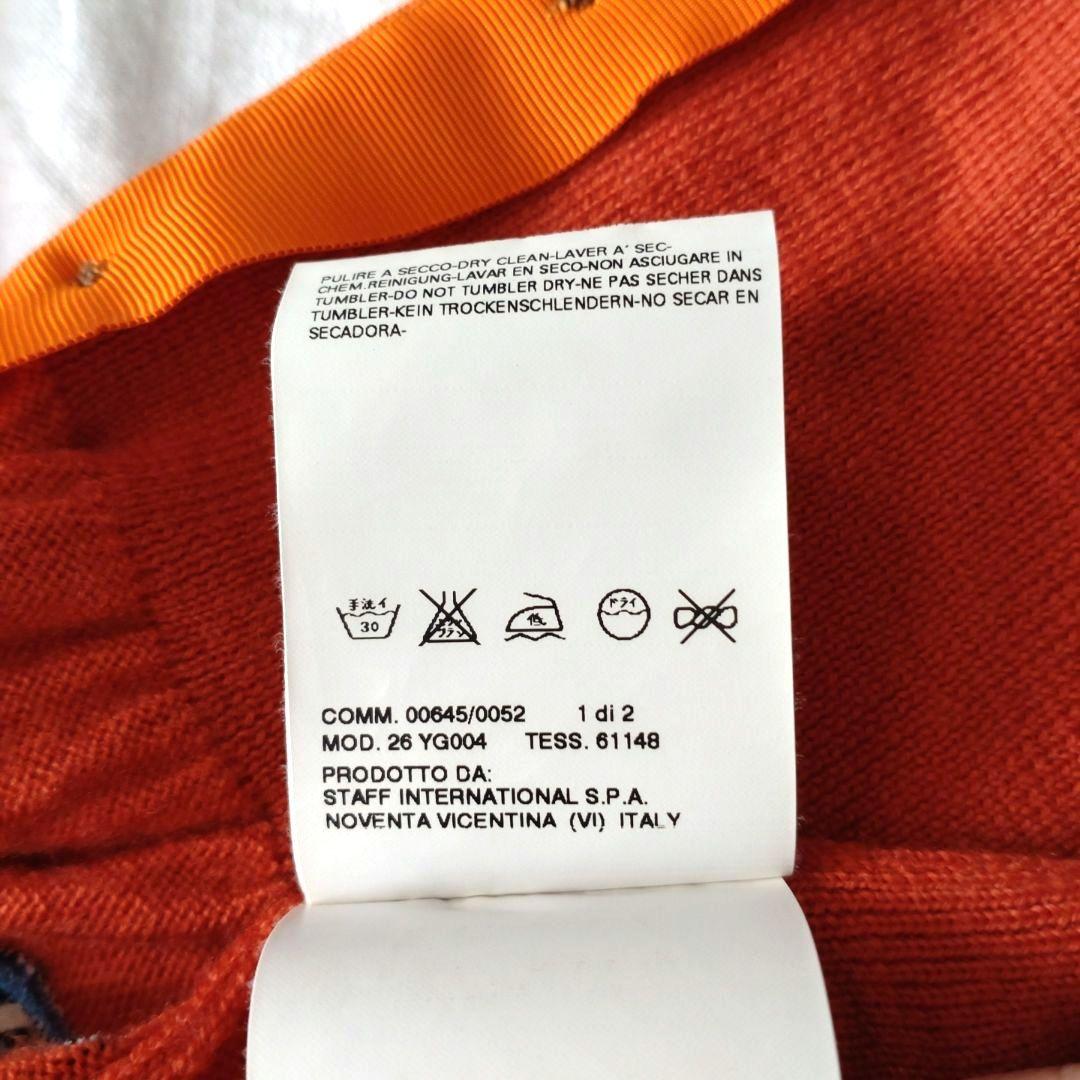 PULIRE A SECCO-DRY CLEAN-LAVER A' SEC-
CHEM.REINIGUNG-LAVAR EN SECO-NON ASCIUGARE IN
TUMBLER-DO NOT TUMBLER DRY-NE PAS SECHER DANS
TUMBLER-KEIN TROCKENSCHLENDERN-NO SECAR EN
SECADORA-
手洗イ
30
低
ドライ
COMM. 00645/0052 1 di 2
MOD. 26 YG004 TESS. 61148
PRODOTTO DA:
STAFF INTERNATIONAL S.P.A.
NOVENTA VICENTINA (VI) ITALY